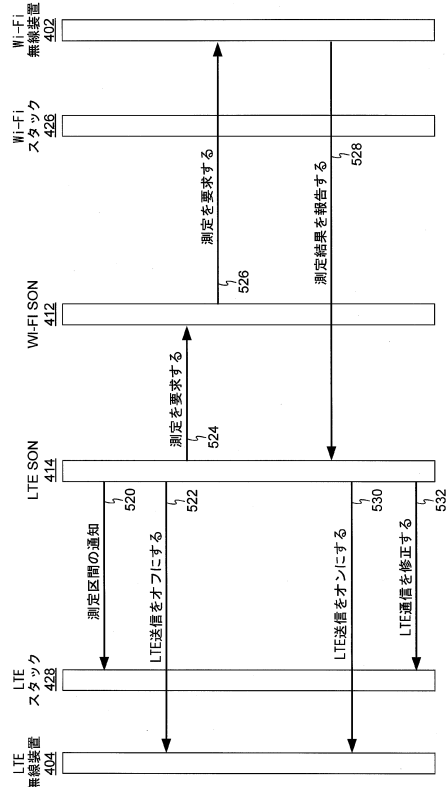 LTE
無線装置
404
LTE
スタック
428
LTE SON
414
WI-FI SON
412
Wi-Fi
スタック
426
Wi-Fi
無線装置
402
測定区間の通知
520
LTE送信をオフにする
522
測定を要求する
524
測定を要求する
526
測定結果を報告する
528
LTE送信をオンにする
530
LTE通信を修正する
532